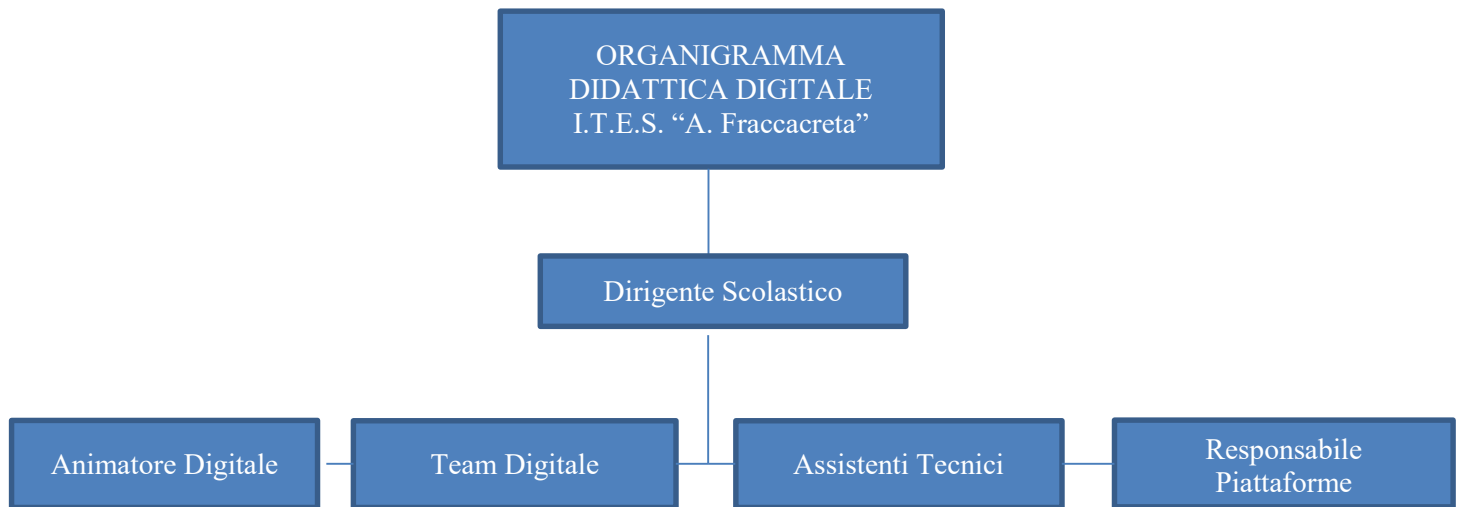 ORGANIGRAMMA
DIDATTICA DIGITALE
I.T.E.S. “A. Fraccacreta”
Dirigente Scolastico
Animatore Digitale
Team Digitale
Assistenti Tecnici
Responsabile
Piattaforme